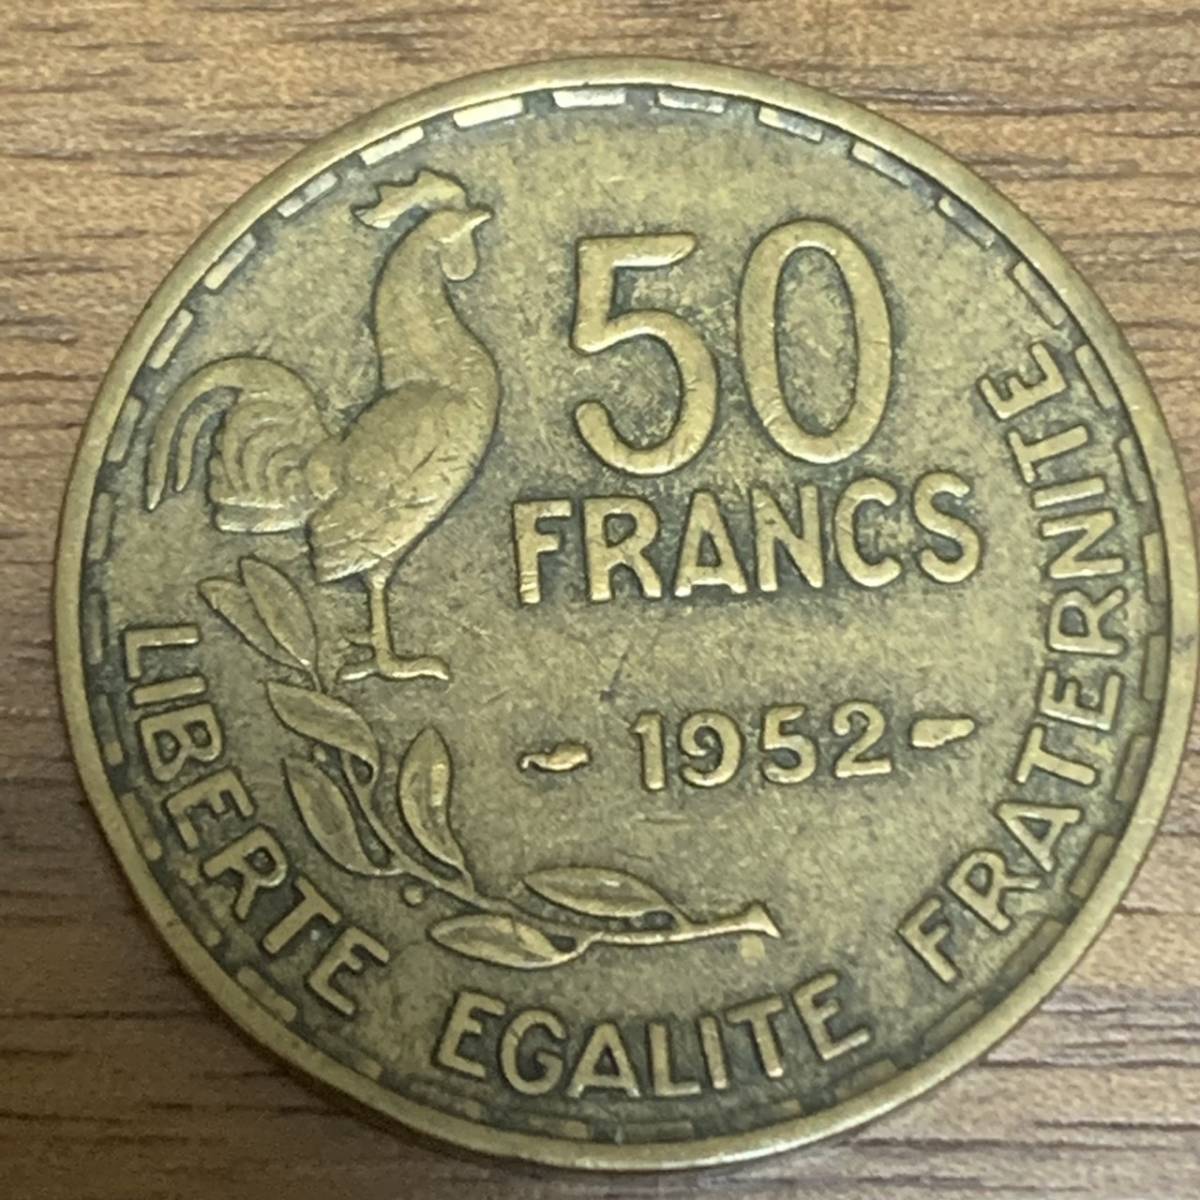 50
FRANCS
- 1952 -
LIBERTE EGALITE FRATERNITE